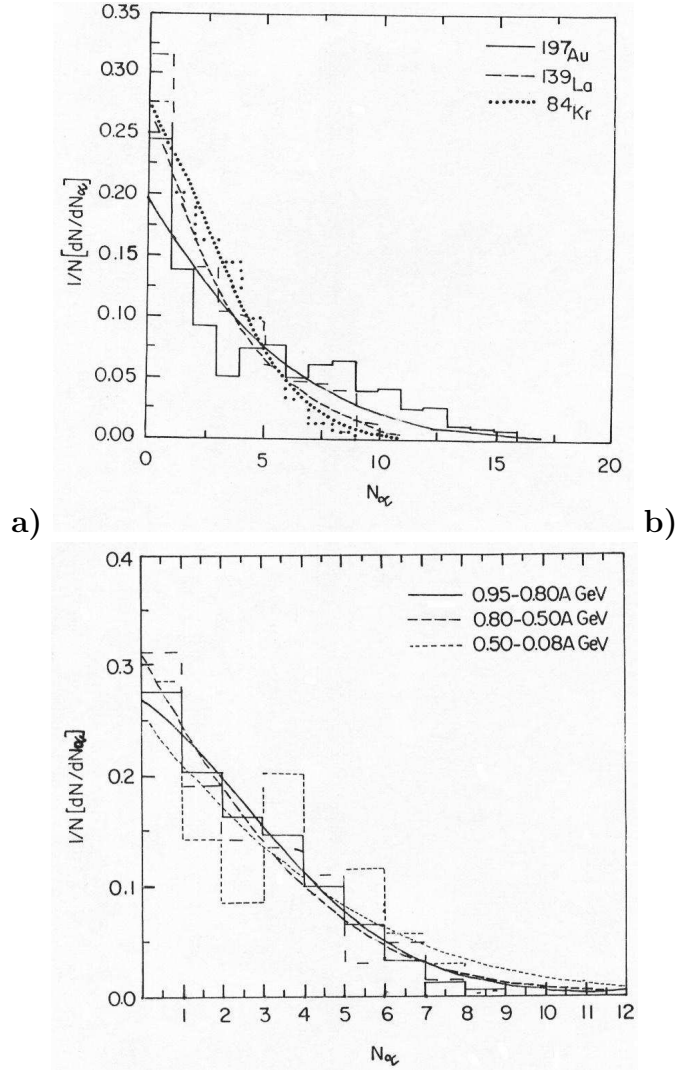 0.35
0.30
0.25
0.20
0.15
0.10
0.05
0.00
1/N [dN/dNα]
197Au
139La
84Kr
0 5 10 15 20
Nα
a) b)
0.4
0.3
0.2
0.1
0.0
1/N [dN/dNα]
0.95-0.80A GeV
0.80-0.50A GeV
0.50-0.08A GeV
1 2 3 4 5 6 7 8 9 10 11 12
Nα